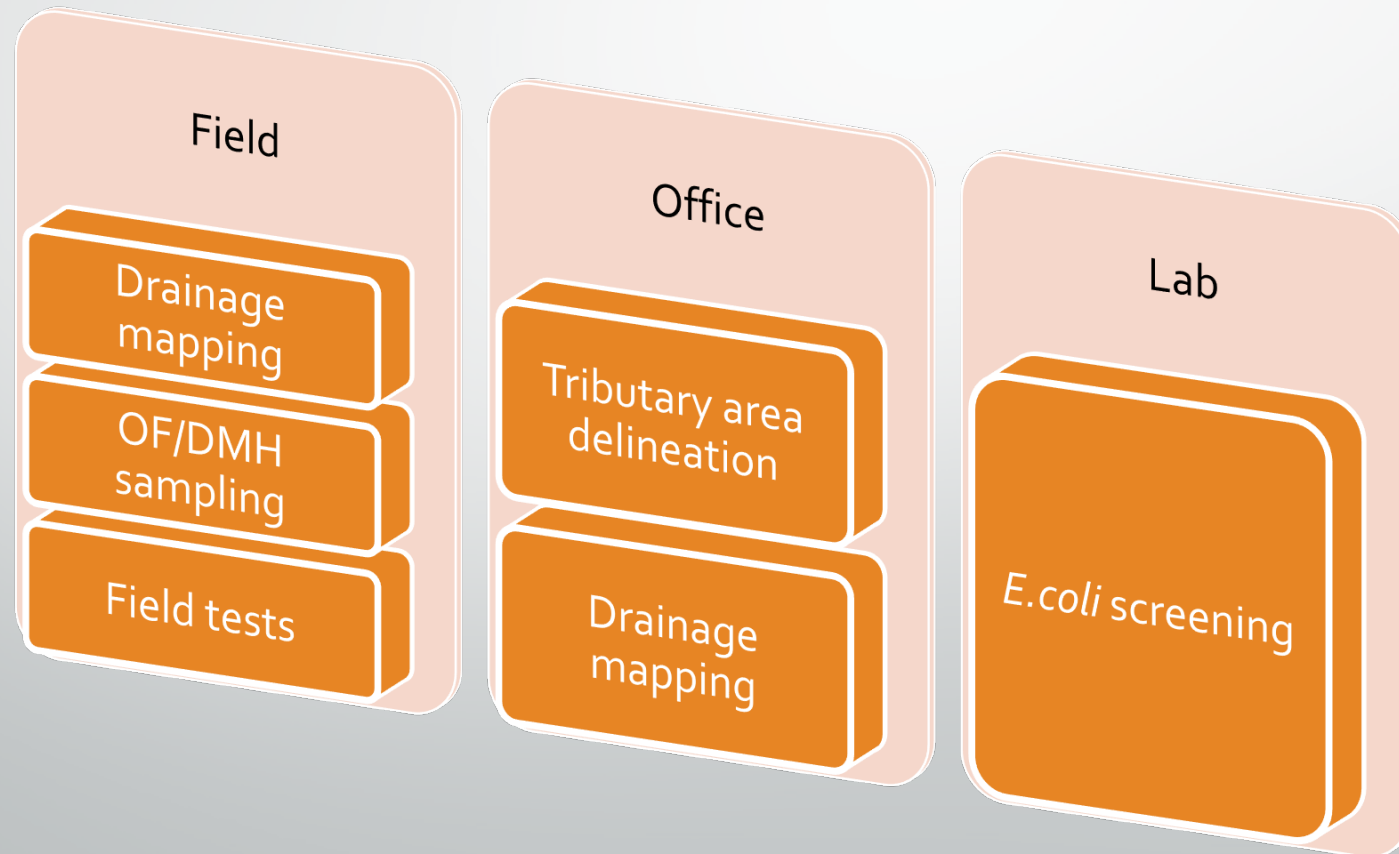 Field
Drainage
mapping
OF/DMH
sampling
Field tests
Office
Tributary area
delineation
Drainage
mapping
Lab
E.coli screening